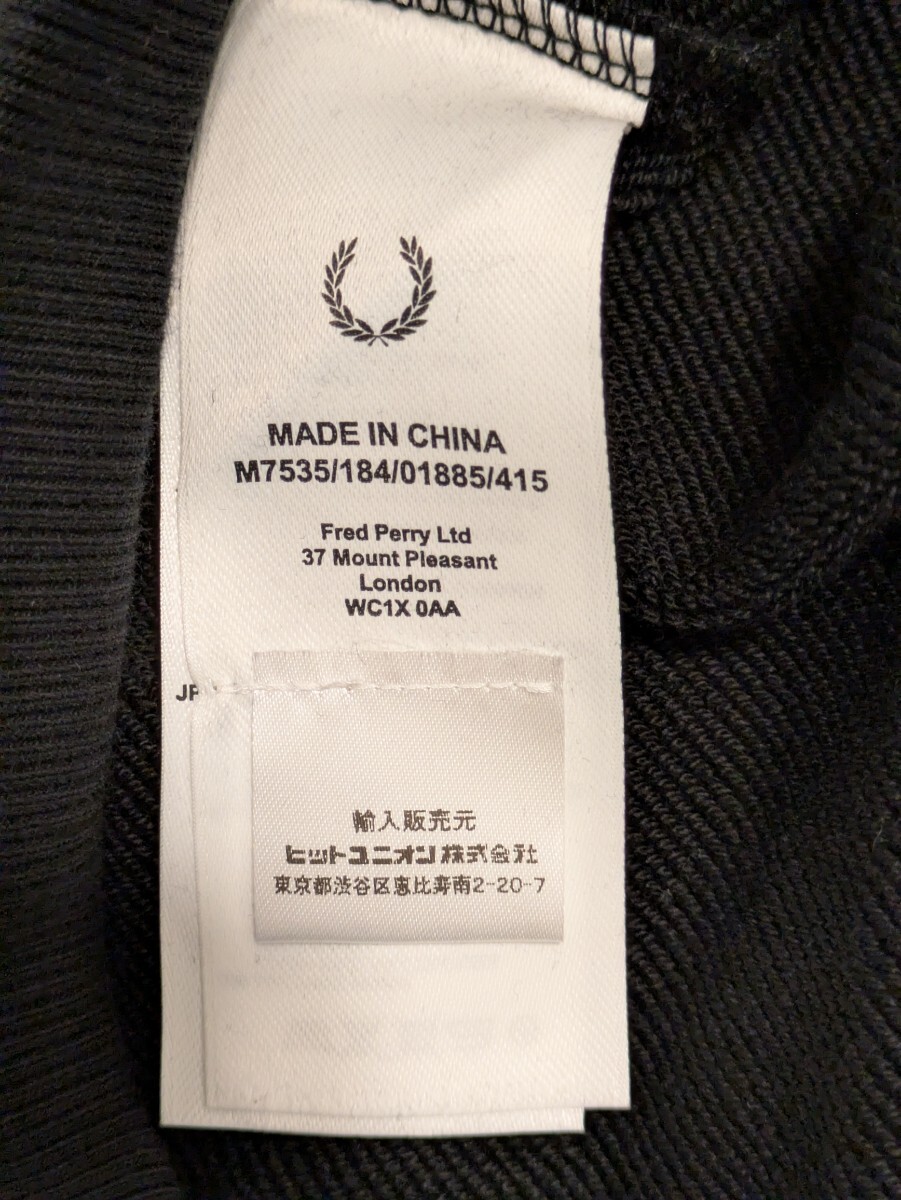 MADE IN CHINA
M7535/184/01885/415
Fred Perry Ltd
37 Mount Pleasant
London
WC1X 0AA
JP
輸入販売元
ヒットユニオン株式会社
東京都渋谷区恵比寿南2-20-7